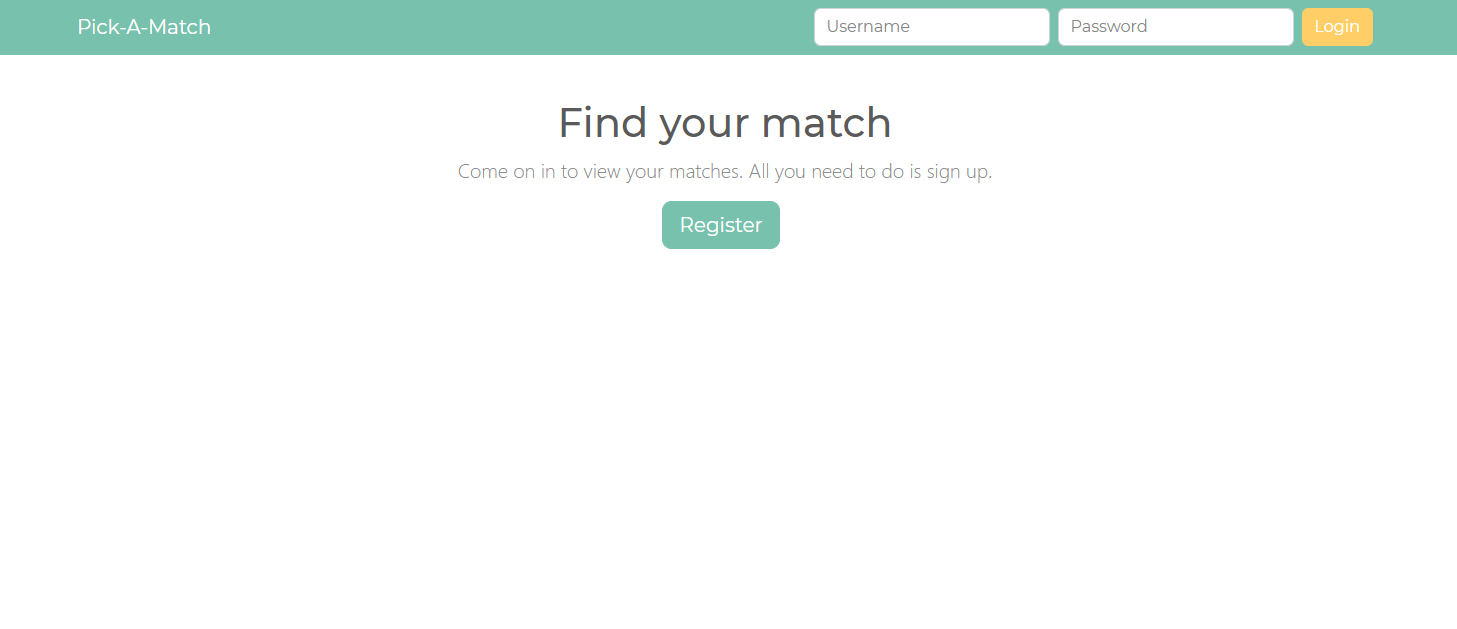 Pick-A-Match Username Password Login
Find your match
Come on in to view your matches. All you need to do is sign up.
Register